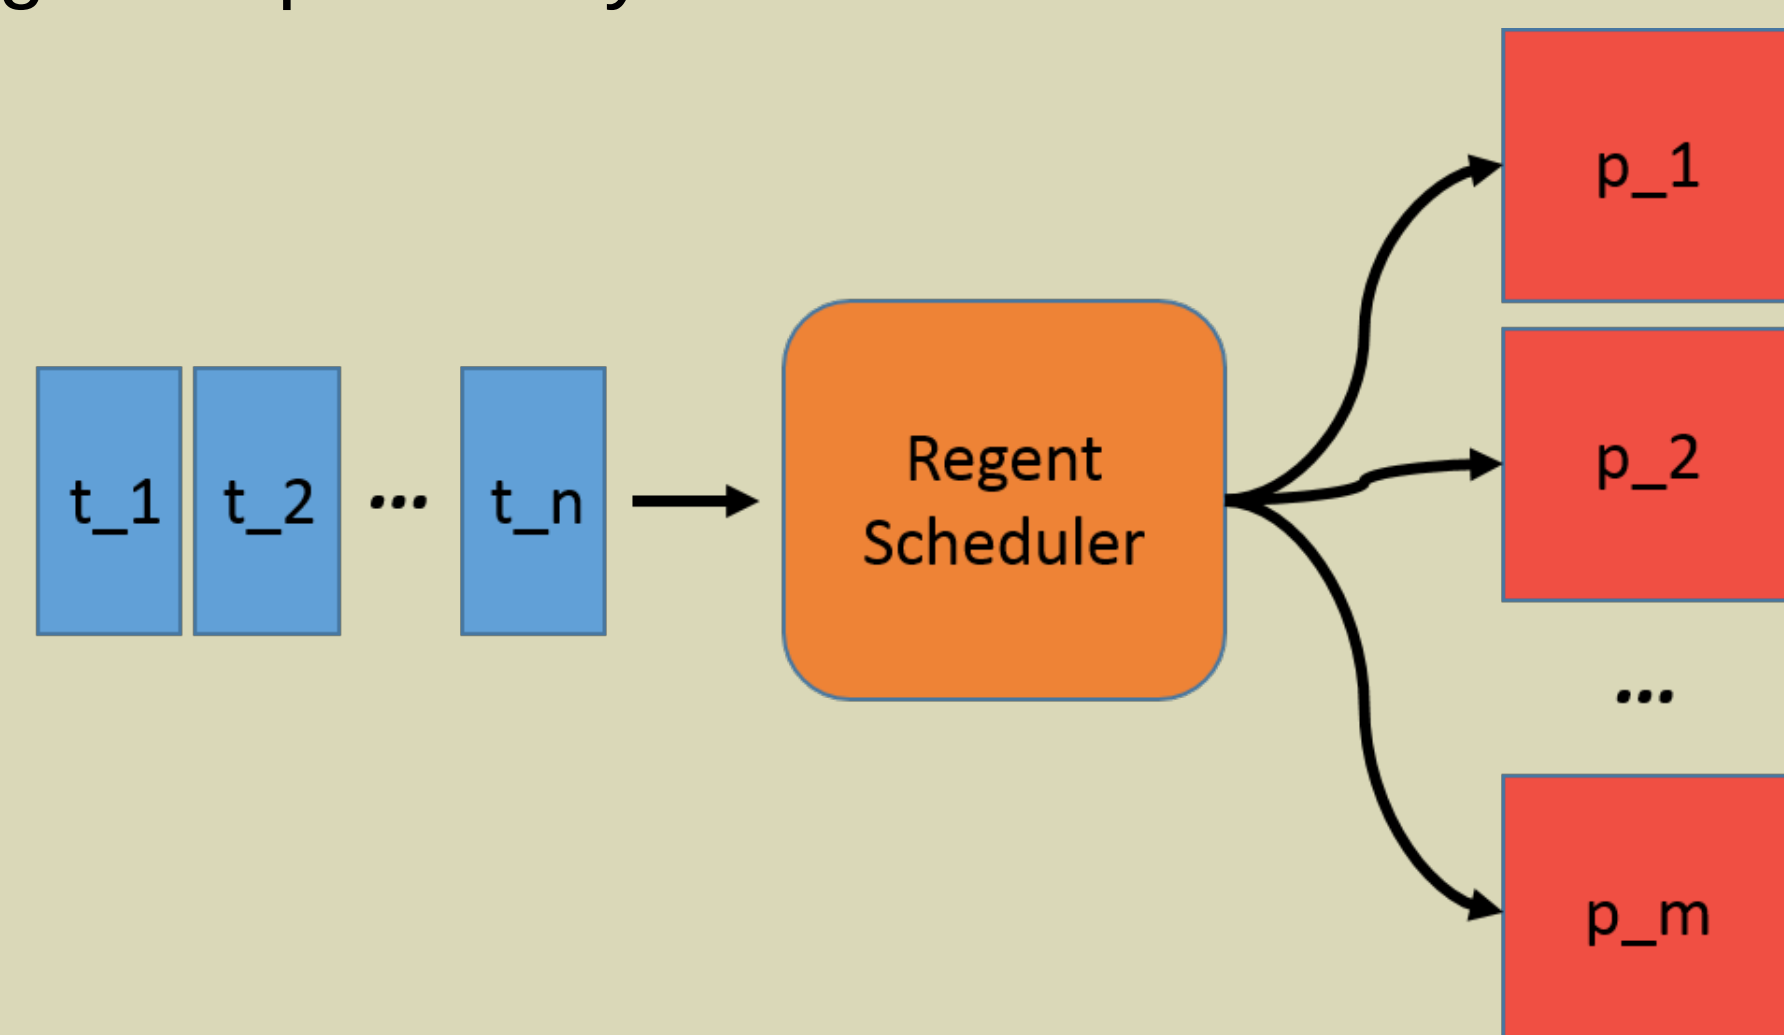 t_1 t_2 ... t_n
Regent
Scheduler
p_1
p_2
...
p_m